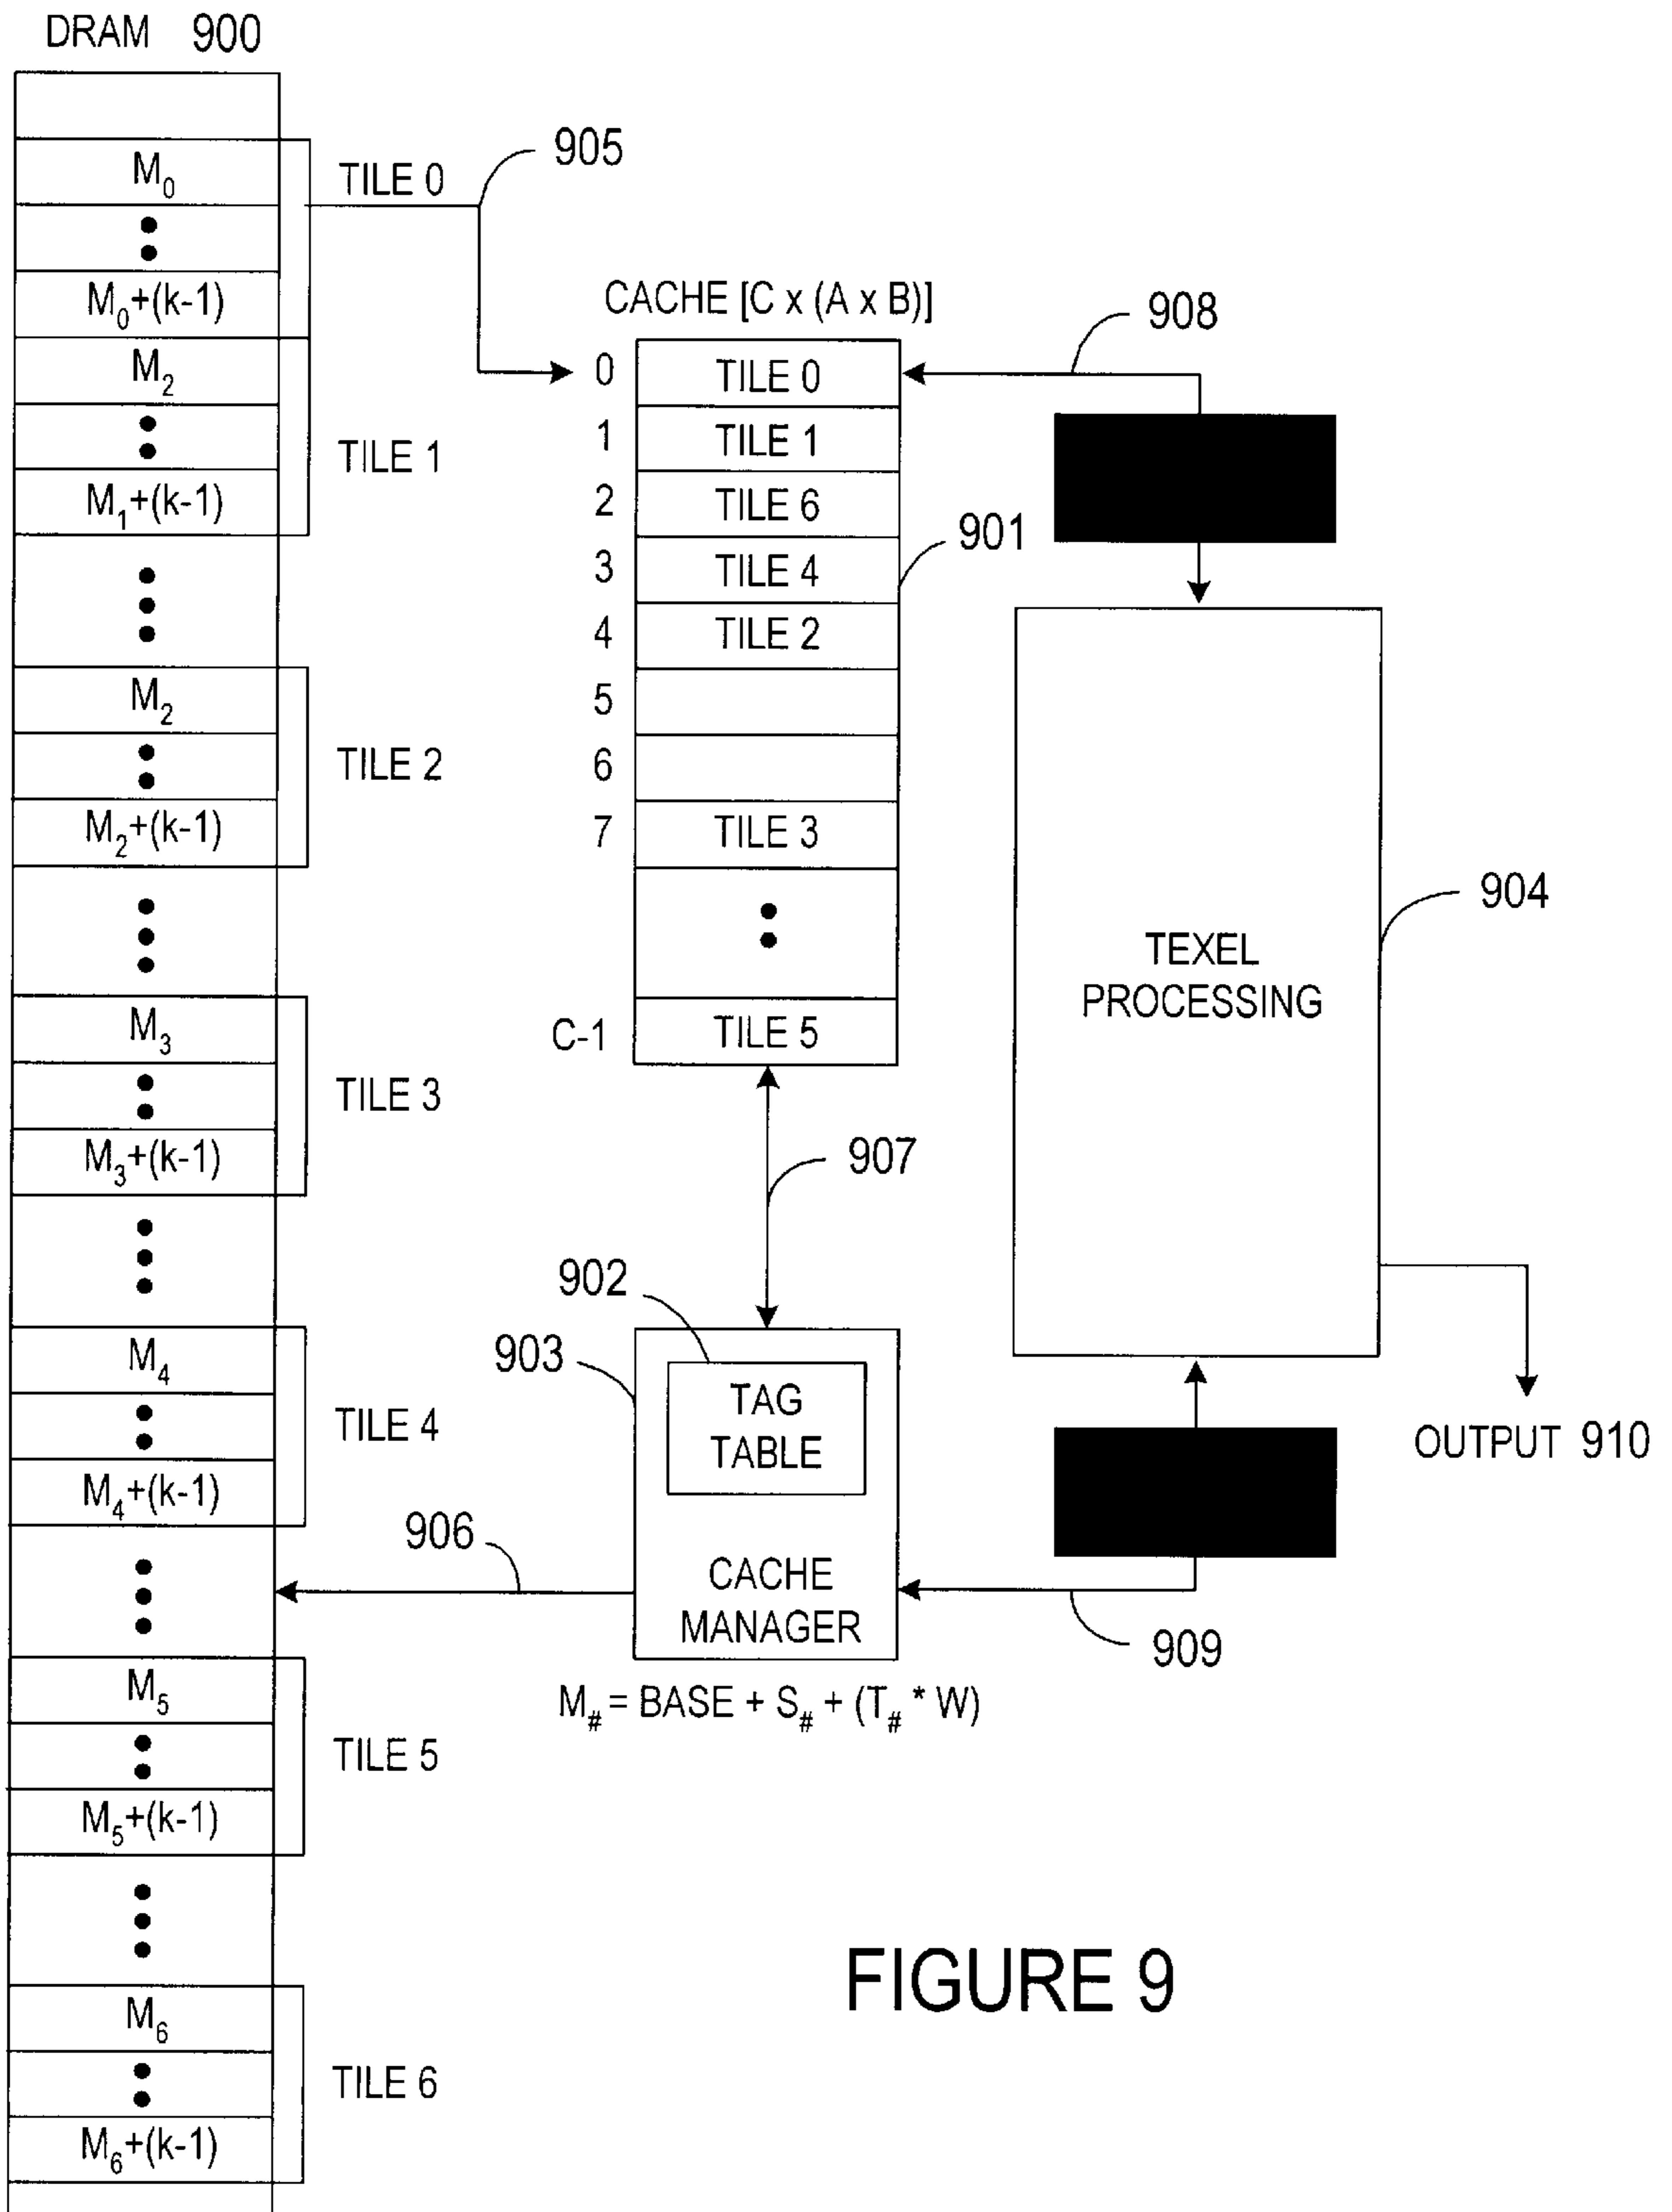 DRAM 900
M₀
M₀+(k-1)
TILE 0
M₂
M₁+(k-1)
TILE 1
M₂
M₂+(k-1)
TILE 2
M₃
M₃+(k-1)
TILE 3
M₄
M₄+(k-1)
TILE 4
M₅
M₅+(k-1)
TILE 5
M₆
M₆+(k-1)
TILE 6
905
CACHE [C x (A x B)]
0 TILE 0
1 TILE 1
2 TILE 6
3 TILE 4
4 TILE 2
5
6
7 TILE 3
C-1 TILE 5
901
908
TEXEL
PROCESSING
904
907
902
903
TAG
TABLE
CACHE
MANAGER
906
909
OUTPUT 910
M# = BASE + S# + (T# * W)
FIGURE 9